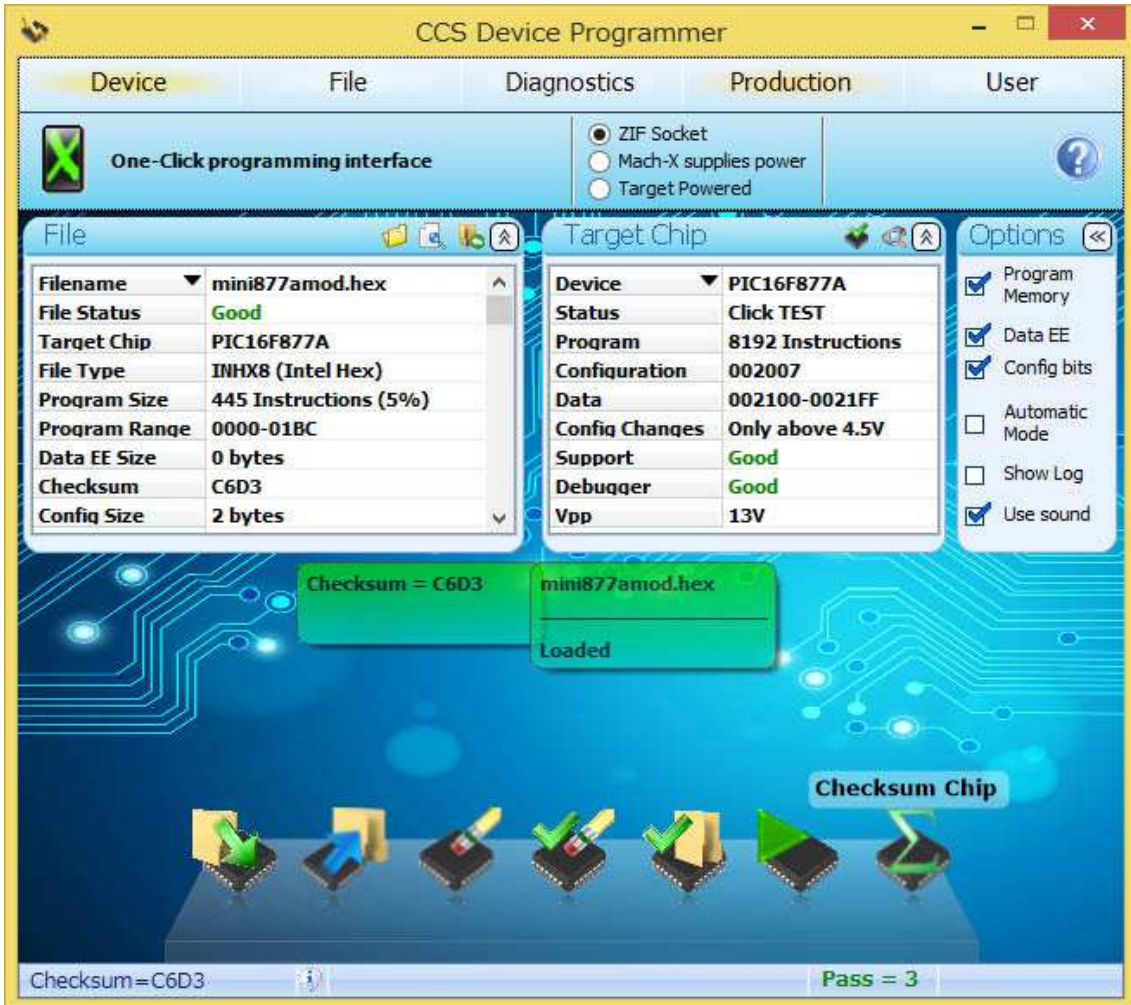 CCS Device Programmer
Device File Diagnostics Production User
One-Click programming interface
ZIF Socket
Mach-X supplies power
Target Powered
File
Filename mini877amod.hex
File Status Good
Target Chip PIC16F877A
File Type INHX8 (Intel Hex)
Program Size 445 Instructions (5%)
Program Range 0000-01BC
Data EE Size 0 bytes
Checksum C6D3
Config Size 2 bytes
Target Chip
Device PIC16F877A
Status Click TEST
Program 8192 Instructions
Configuration 002007
Data 002100-0021FF
Config Changes Only above 4.5V
Support Good
Debugger Good
Vpp 13V
Options
Program
Memory
Data EE
Config bits
Automatic
Mode
Show Log
Use sound
Checksum = C6D3
mini877amod.hex
Loaded
Checksum Chip
Checksum=C6D3
Pass = 3